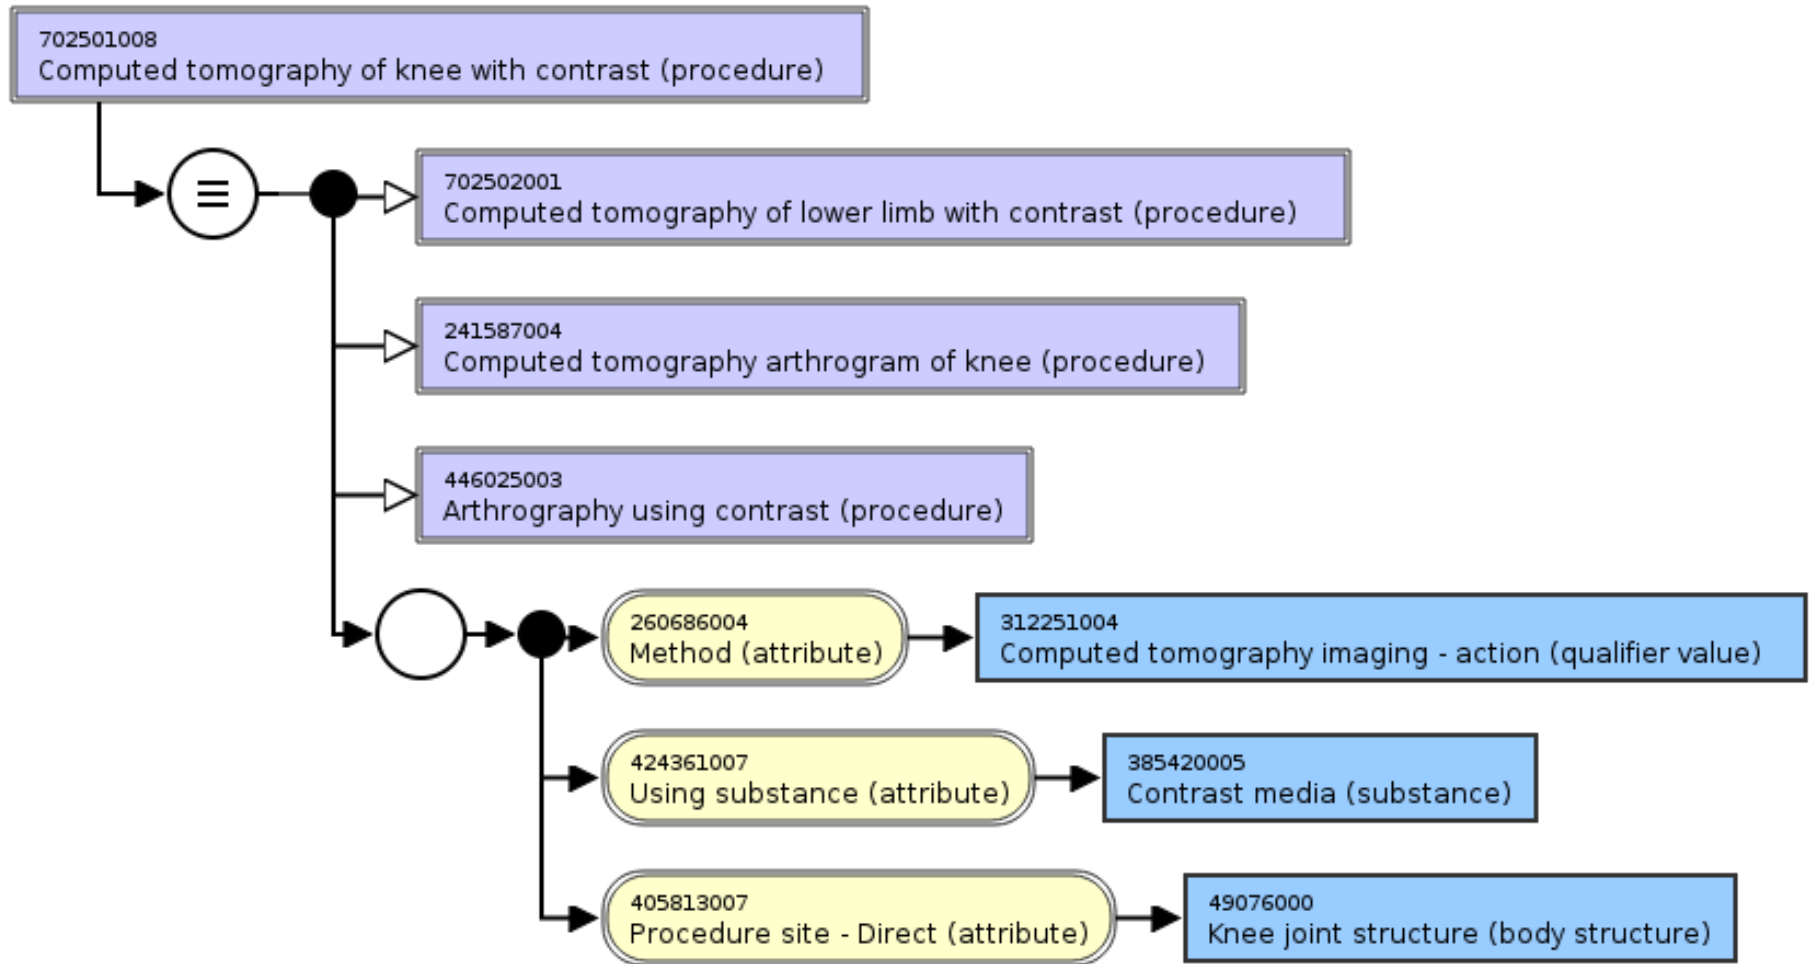 702501008
Computed tomography of knee with contrast (procedure)
702502001
Computed tomography of lower limb with contrast (procedure)
241587004
Computed tomography arthrogram of knee (procedure)
446025003
Arthrography using contrast (procedure)
260686004
Method (attribute)
312251004
Computed tomography imaging - action (qualifier value)
424361007
Using substance (attribute)
385420005
Contrast media (substance)
405813007
Procedure site - Direct (attribute)
49076000
Knee joint structure (body structure)